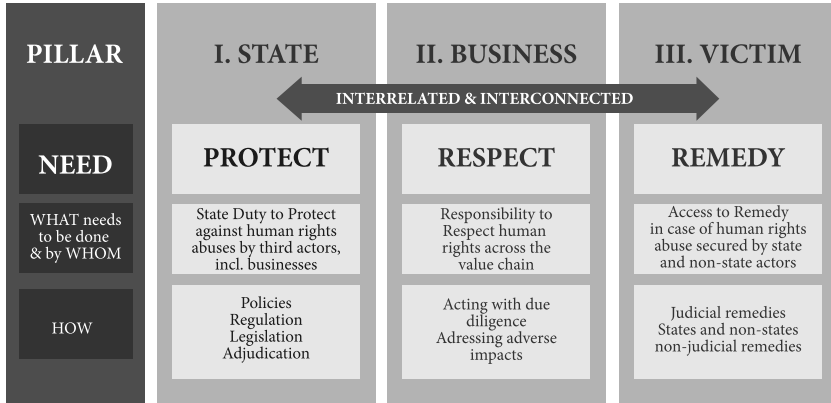 PILLAR
I. STATE
II. BUSINESS
III. VICTIM
INTERRELATED & INTERCONNECTED
NEED
PROTECT
RESPECT
REMEDY
WHAT needs
to be done
& by WHOM
State Duty to Protect
against human rights
abuses by third actors,
incl. businesses
Responsibility to
Respect human
rights across the
value chain
Access to Remedy
in case of human rights
abuse secured by state
and non-state actors
HOW
Policies
Regulation
Legislation
Adjudication
Acting with due
diligence
Adressing adverse
impacts
Judicial remedies
States and non-states
non-judicial remedies